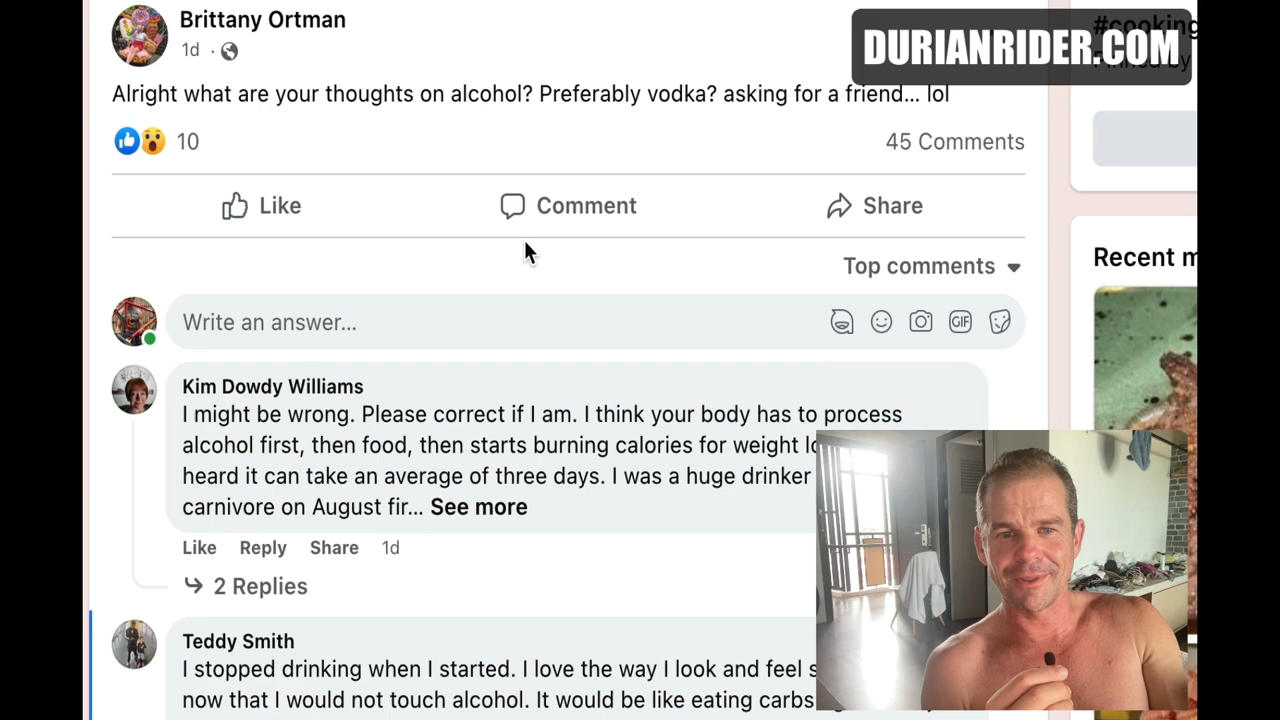 Brittany Ortman
1d
DURIANRIDER.COM
#cooking
Alright what are your thoughts on alcohol? Preferably vodka? asking for a friend... lol
10
45 Comments
Like
Comment
Share
Top comments
Recent
Write an answer...
GIF
Kim Dowdy Williams
I might be wrong. Please correct if I am. I think your body has to process
alcohol first, then food, then starts burning calories for weight
heard it can take an average of three days. I was a huge drinker
carnivore on August fir... See more
Like Reply Share 1d
2 Replies
Teddy Smith
I stopped drinking when I started. I love the way I look and feel
now that I would not touch alcohol. It would be like eating carbs